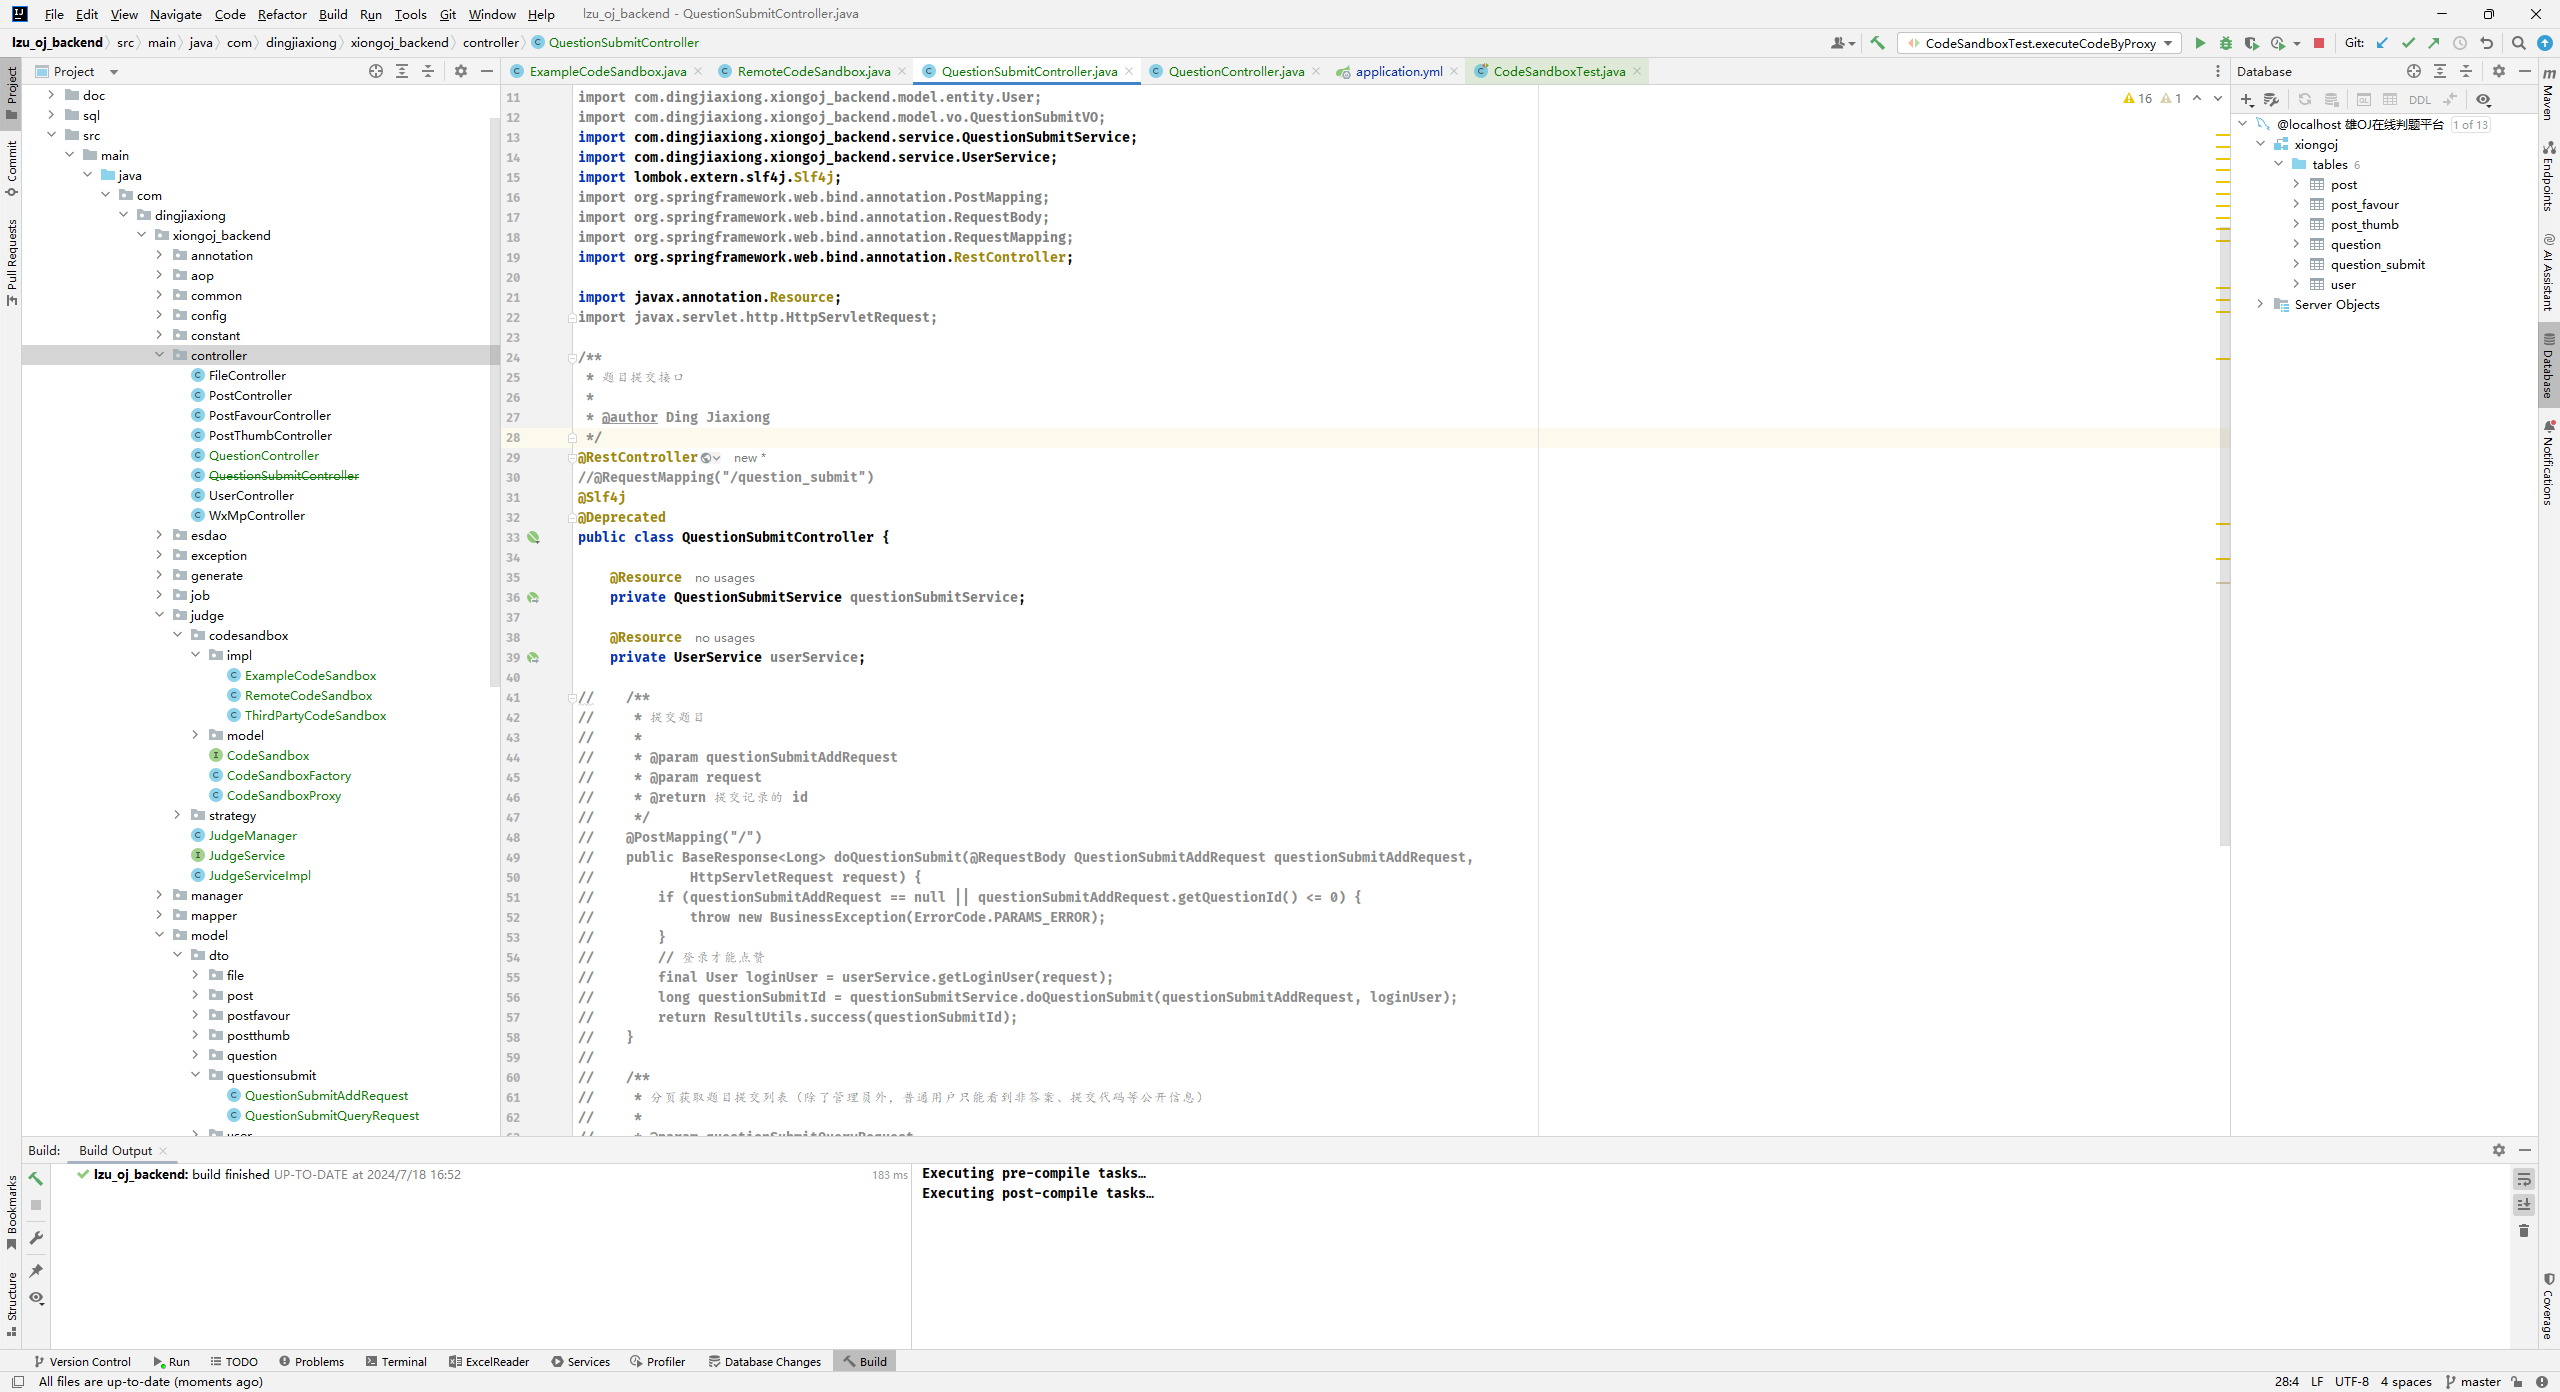 File Edit View Navigate Code Refactor Build Run Tools Git Window Help lzu_oj_backend - QuestionSubmitController.java
lzu_oj_backend src main java com dingjiaxiong xiongoj_backend controller QuestionSubmitController
CodeSandboxTest.executeCodeByProxy Git:
Project
ExampleCodeSandbox.java RemoteCodeSandbox.java QuestionSubmitController.java QuestionController.java application.yml CodeSandboxTest.java
Database
Project
Commit
Pull Requests
Bookmarks
Structure
doc
sql
src
main
java
com
dingjiaxiong
xiongoj_backend
annotation
aop
common
config
constant
controller
FileController
PostController
PostFavourController
PostThumbController
QuestionController
QuestionSubmitController
UserController
WxMpController
esdao
exception
generate
job
judge
codesandbox
impl
ExampleCodeSandbox
RemoteCodeSandbox
ThirdPartyCodeSandbox
model
CodeSandbox
CodeSandboxFactory
CodeSandboxProxy
strategy
JudgeManager
JudgeService
JudgeServiceImpl
manager
mapper
model
dto
file
post
postfavour
postthumb
question
questionsubmit
QuestionSubmitAddRequest
QuestionSubmitQueryRequest
user
16 1
11 import com.dingjiaxiong.xiongoj_backend.model.entity.User;
12 import com.dingjiaxiong.xiongoj_backend.model.vo.QuestionSubmitVO;
13 import com.dingjiaxiong.xiongoj_backend.service.QuestionSubmitService;
14 import com.dingjiaxiong.xiongoj_backend.service.UserService;
15 import lombok.extern.slf4j.Slf4j;
16 import org.springframework.web.bind.annotation.PostMapping;
17 import org.springframework.web.bind.annotation.RequestBody;
18 import org.springframework.web.bind.annotation.RequestMapping;
19 import org.springframework.web.bind.annotation.RestController;
20
21 import javax.annotation.Resource;
22 import javax.servlet.http.HttpServletRequest;
23
24 /**
25 * 题目提交接口
26 *
27 * @author Ding Jiaxiong
28 */
29 @RestController new *
30 //@RequestMapping("/question_submit")
31 @Slf4j
32 @Deprecated
33 public class QuestionSubmitController {
34
35 @Resource no usages
36 private QuestionSubmitService questionSubmitService;
37
38 @Resource no usages
39 private UserService userService;
40
41 // /**
42 // * 提交题目
43 // *
44 // * @param questionSubmitAddRequest
45 // * @param request
46 // * @return 提交记录的 id
47 // */
48 // @PostMapping("/")
49 // public BaseResponse<Long> doQuestionSubmit(@RequestBody QuestionSubmitAddRequest questionSubmitAddRequest,
50 // HttpServletRequest request) {
51 // if (questionSubmitAddRequest == null || questionSubmitAddRequest.getQuestionId() <= 0) {
52 // throw new BusinessException(ErrorCode.PARAMS_ERROR);
53 // }
54 // // 登录才能点赞
55 // final User loginUser = userService.getLoginUser(request);
56 // long questionSubmitId = questionSubmitService.doQuestionSubmit(questionSubmitAddRequest, loginUser);
57 // return ResultUtils.success(questionSubmitId);
58 // }
59 //
60 // /**
61 // * 分页获取题目提交列表（除了管理员外，普通用户只能看到非答案、提交代码等公开信息）
62 // *
63 // * @param questionSubmitQueryRequest
DDL
@localhost 雄OJ在线判题平台 1 of 13
xiongoj
tables 6
post
post_favour
post_thumb
question
question_submit
user
Server Objects
Maven
Endpoints
AI Assistant
Database
Notifications
Coverage
Build: Build Output
lzu_oj_backend: build finished UP-TO-DATE at 2024/7/18 16:52 183 ms
Executing pre-compile tasks…
Executing post-compile tasks…
Version Control Run TODO Problems Terminal ExcelReader Services Profiler Database Changes Build
All files are up-to-date (moments ago)
28:4 LF UTF-8 4 spaces master